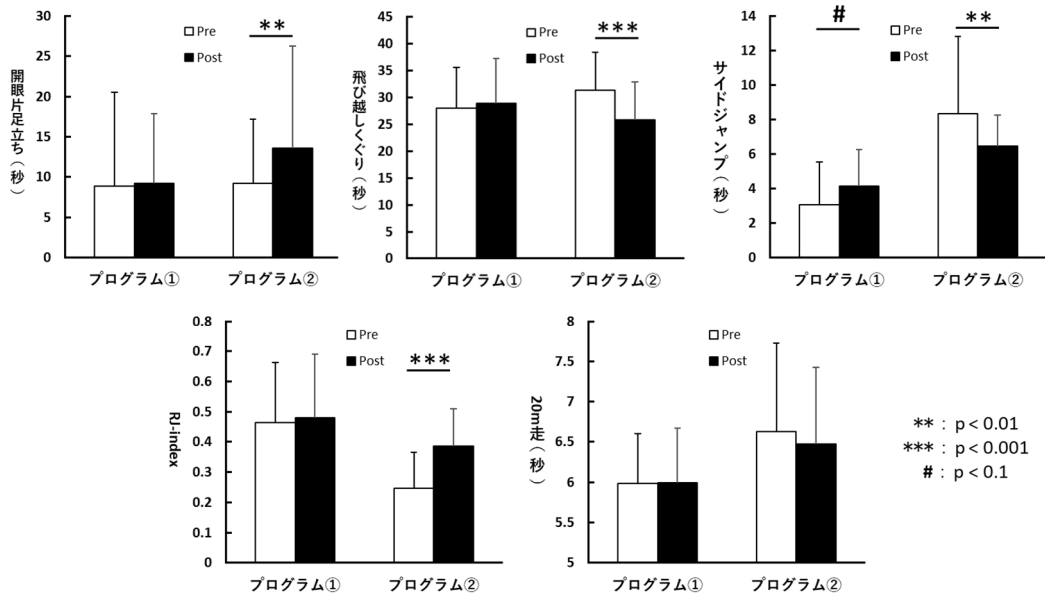 開眼片足立ち（秒）
30
25
20
15
10
5
0
Pre
Post
**
プログラム①
プログラム②
飛び越しくぐり（秒）
45
40
35
30
25
20
15
10
5
0
Pre
Post
***
プログラム①
プログラム②
サイドジャンプ（秒）
14
12
10
8
6
4
2
0
#
Pre
Post
**
プログラム①
プログラム②
RJ-index
0.8
0.7
0.6
0.5
0.4
0.3
0.2
0.1
0
Pre
Post
***
プログラム①
プログラム②
20m走（秒）
8
7.5
7
6.5
6
5.5
5
Pre
Post
プログラム①
プログラム②
** : p < 0.01
*** : p < 0.001
# : p < 0.1